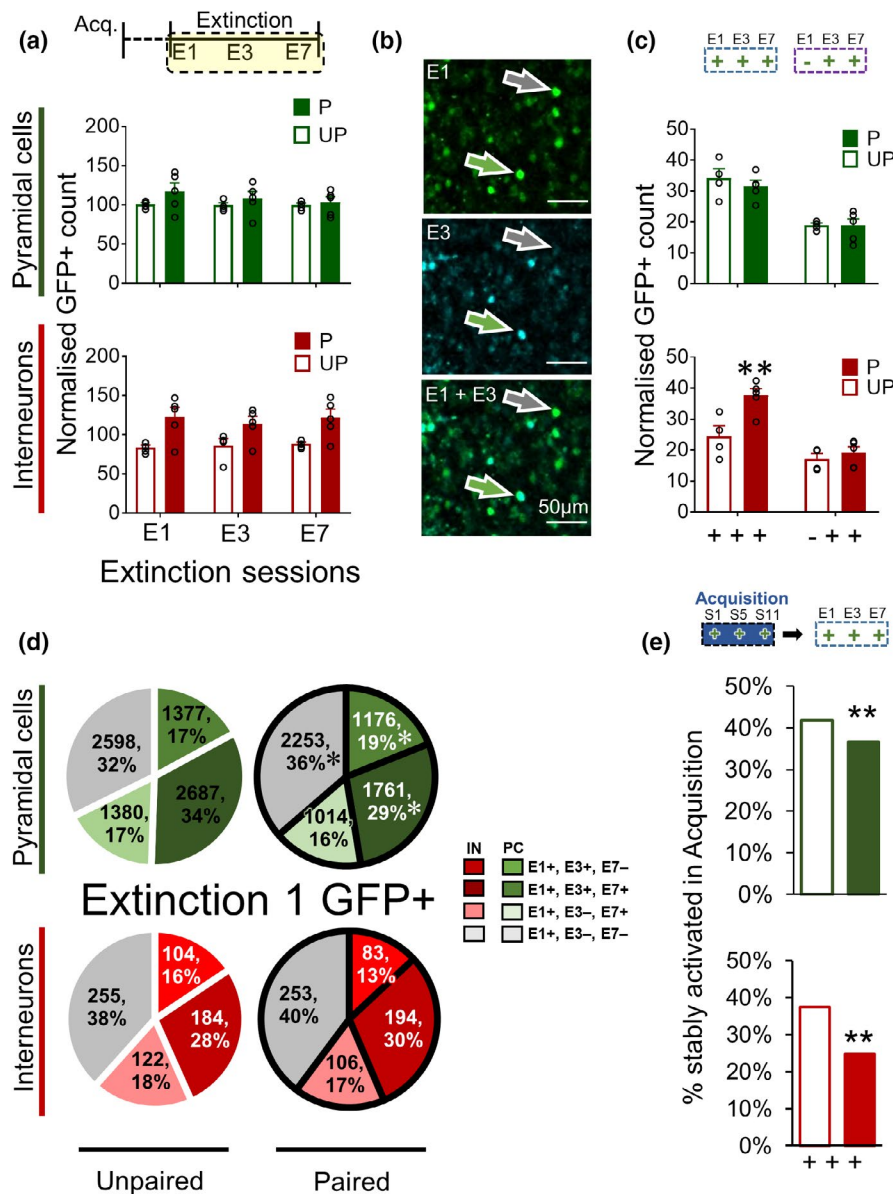 (a)
Acq.
Extinction
E1 E3 E7
Pyramidal cells
Interneurons
Normalised GFP+ count
P
UP
200
150
100
50
0
P
UP
200
150
100
50
0
E1 E3 E7
Extinction sessions
(b)
E1
E3
E1 + E3
50µm
(c)
E1 E3 E7
+ + +
E1 E3 E7
- + +
Normalised GFP+ count
P
UP
50
40
30
20
10
0
P
UP
**
50
40
30
20
10
0
+ + +
- + +
(d)
Pyramidal cells
1377,
17%
2687,
34%
1380,
17%
2598,
32%
1176,
19%*
1761,
29%*
1014,
16%
2253,
36%*
Extinction 1 GFP+
IN PC
E1+, E3+, E7–
E1+, E3+, E7+
E1+, E3–, E7+
E1+, E3–, E7–
Interneurons
104,
16%
184,
28%
122,
18%
255,
38%
83,
13%
194,
30%
106,
17%
253,
40%
Unpaired
Paired
(e)
Acquisition
S1 S5 S11
+ + +
E1 E3 E7
+ + +
% stably activated in Acquisition
50%
40%
30%
20%
10%
0%
**
50%
40%
30%
20%
10%
0%
**
+ + +